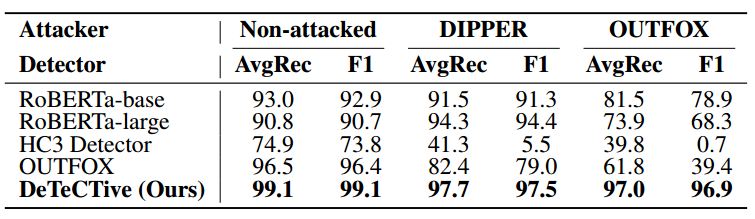 Attacker Non-attacked DIPPER OUTFOX
Detector AvgRec F1 AvgRec F1 AvgRec F1
RoBERTa-base 93.0 92.9 91.5 91.3 81.5 78.9
RoBERTa-large 90.8 90.7 94.3 94.4 73.9 68.3
HC3 Detector 74.9 73.8 41.3 5.5 39.8 0.7
OUTFOX 96.5 96.4 82.4 79.0 61.8 39.4
DeTeCTive (Ours) 99.1 99.1 97.7 97.5 97.0 96.9